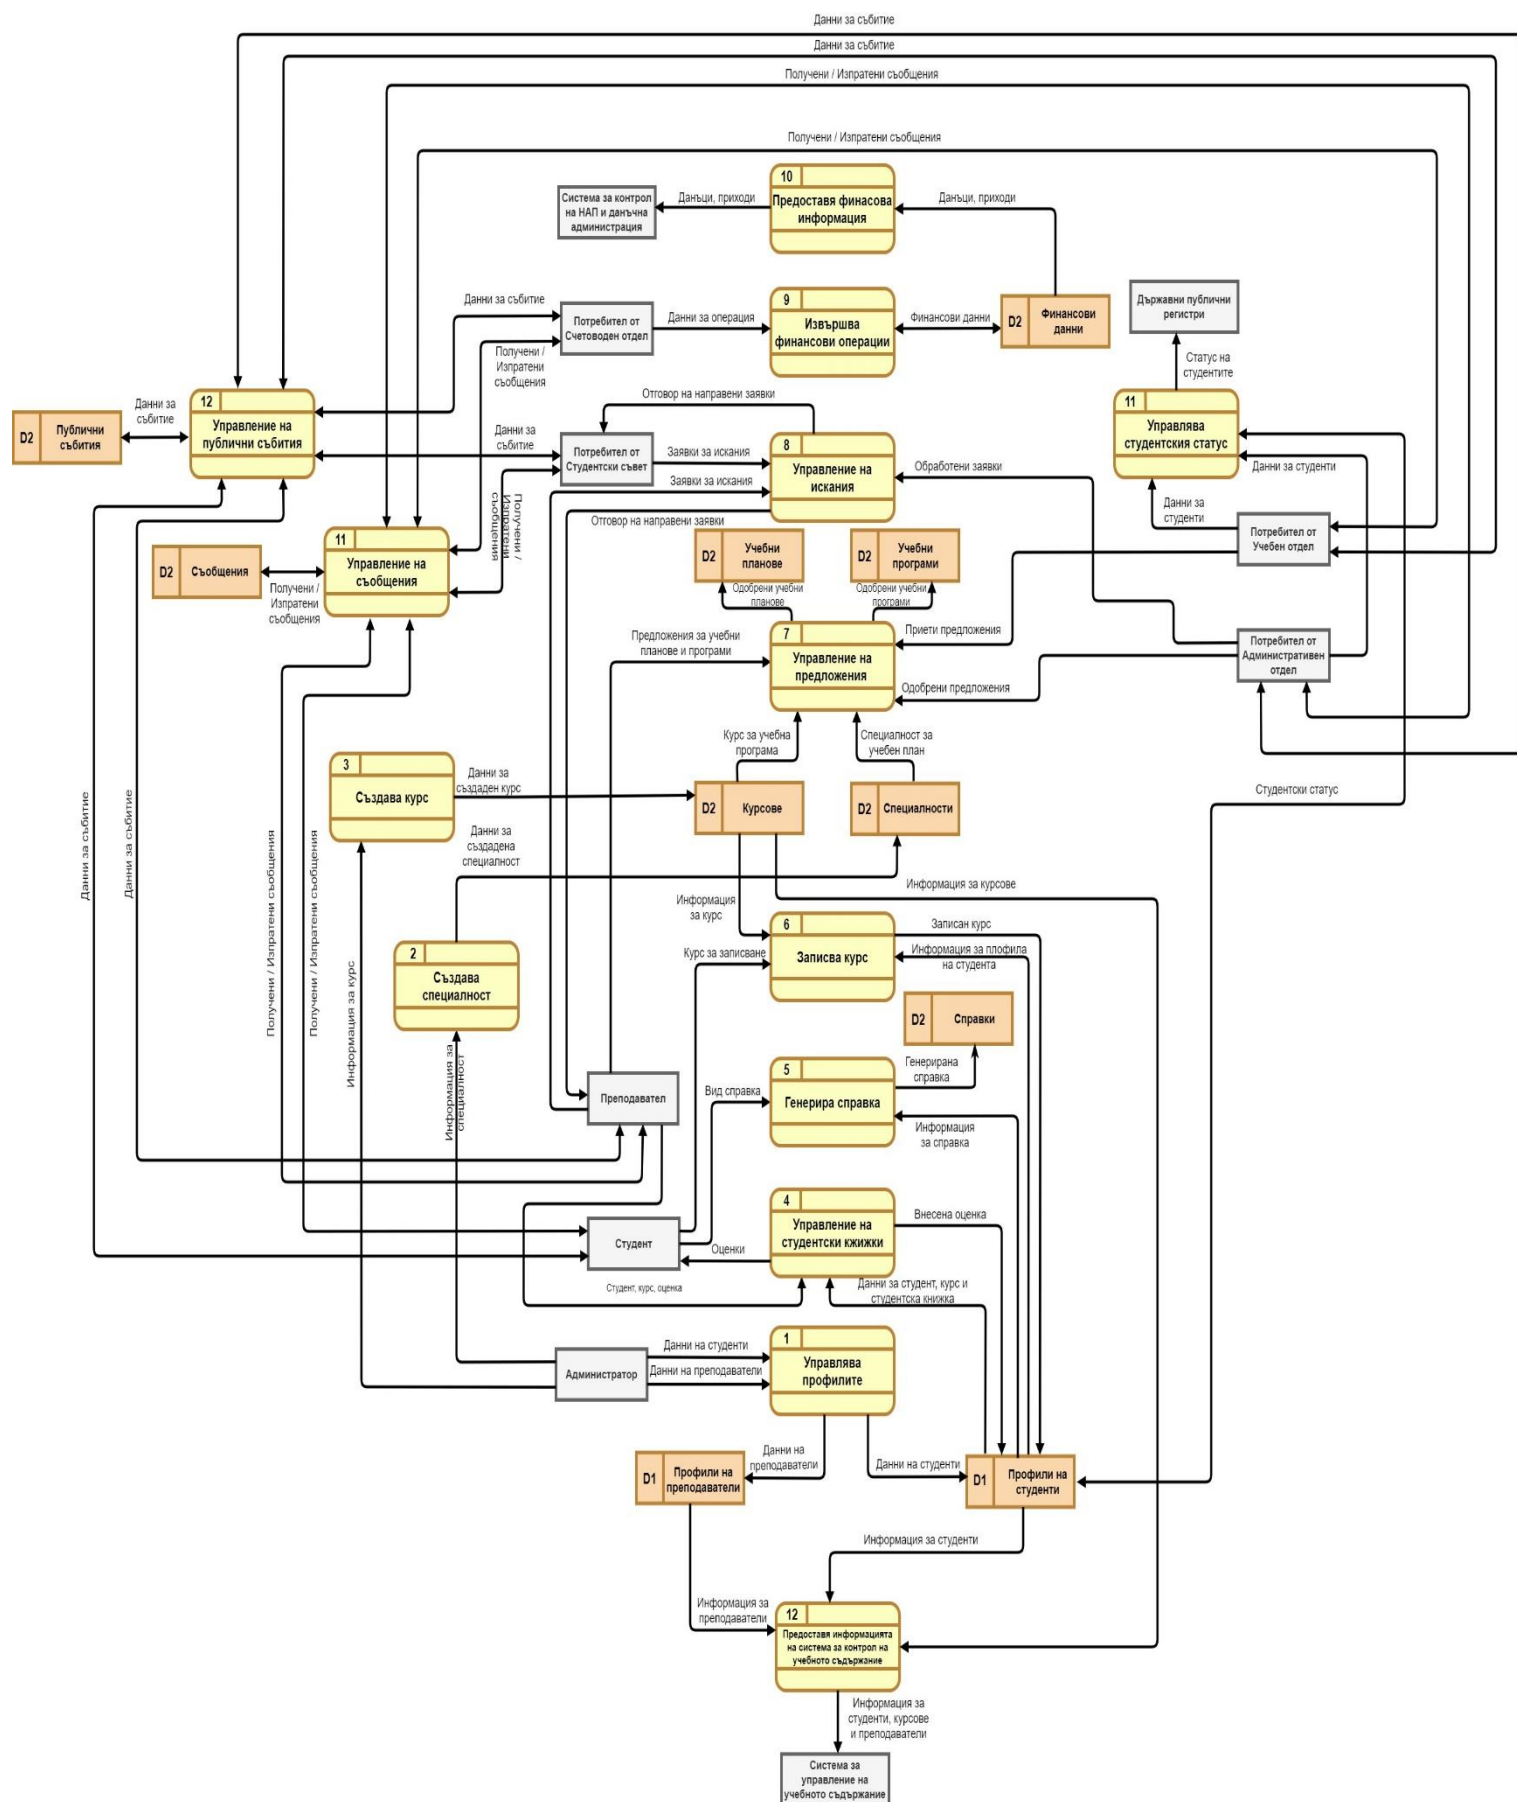 Данни за събитие
Данни за събитие
Получени / Изпратени съобщения
Получени / Изпратени съобщения
10
Предоставя финасова
информация
Данъци, приходи
Данъци, приходи
Система за контрол
на НАП и данъчна
администрация
Данни за събитие
Потребител от
Счетоводен отдел
Данни за операция
9
Извършва
финансови операции
Финансови данни
D2
Финансови
данни
Държавни публични
регистри
Получени /
Изпратени
съобщения
Статус на
студентите
12
Управление на
публични събития
Данни за
събитие
D2
Публични
събития
Отговор на направени заявки
11
Управлява
студентския статус
Данни за
събитие
Потребител от
Студентски съвет
Заявки за искания
Заявки за искания
8
Управление на
искания
Обработени заявки
Данни за студенти
Получени /
Изпратени
съобщения
Отговор на направени заявки
Данни за
студенти
Потребител от
Учебен отдел
11
Управление на
съобщения
D2
Съобщения
Получени /
Изпратени
съобщения
D2
Учебни
планове
D2
Учебни
програми
Одобрени учебни
планове
Одобрени учебни
програми
Предложения за учебни
планове и програми
7
Управление на
предложения
Приети предложения
Одобрени предложения
Потребител от
Административен
отдел
Курс за учебна
програма
Специалност за
учебен план
3
Създава курс
Данни за
създаден курс
D2
Курсове
D2
Специалности
Студентски статус
Данни за събитие
Данни за събитие
Получени / Изпратени съобщения
Получени / Изпратени съобщения
Информация за курс
Данни за
създадена
специалност
Информация за курсове
Информация
за курс
6
Записва курс
Записан курс
Информация за плофила
на студента
2
Създава
специалност
Курс за записване
D2
Справки
Информация за
специалност
5
Генерира справка
Генерирана
справка
Вид справка
Преподавател
Информация
за справка
4
Управление на
студентски кжижки
Внесена оценка
Студент
Оценки
Студент, курс, оценка
Данни за студент, курс и
студентска книжка
1
Управлява
профилите
Данни на студенти
Данни на преподаватели
Администратор
Данни на
преподаватели
Данни на студенти
D1
Профили на
преподаватели
D1
Профили на
студенти
Информация за студенти
Информация за
преподаватели
12
Предоставя информацията
на система за контрол на
учебното съдържание
Информация за
студенти, курсове
и преподаватели
Система за
управление на
учебното съдържание